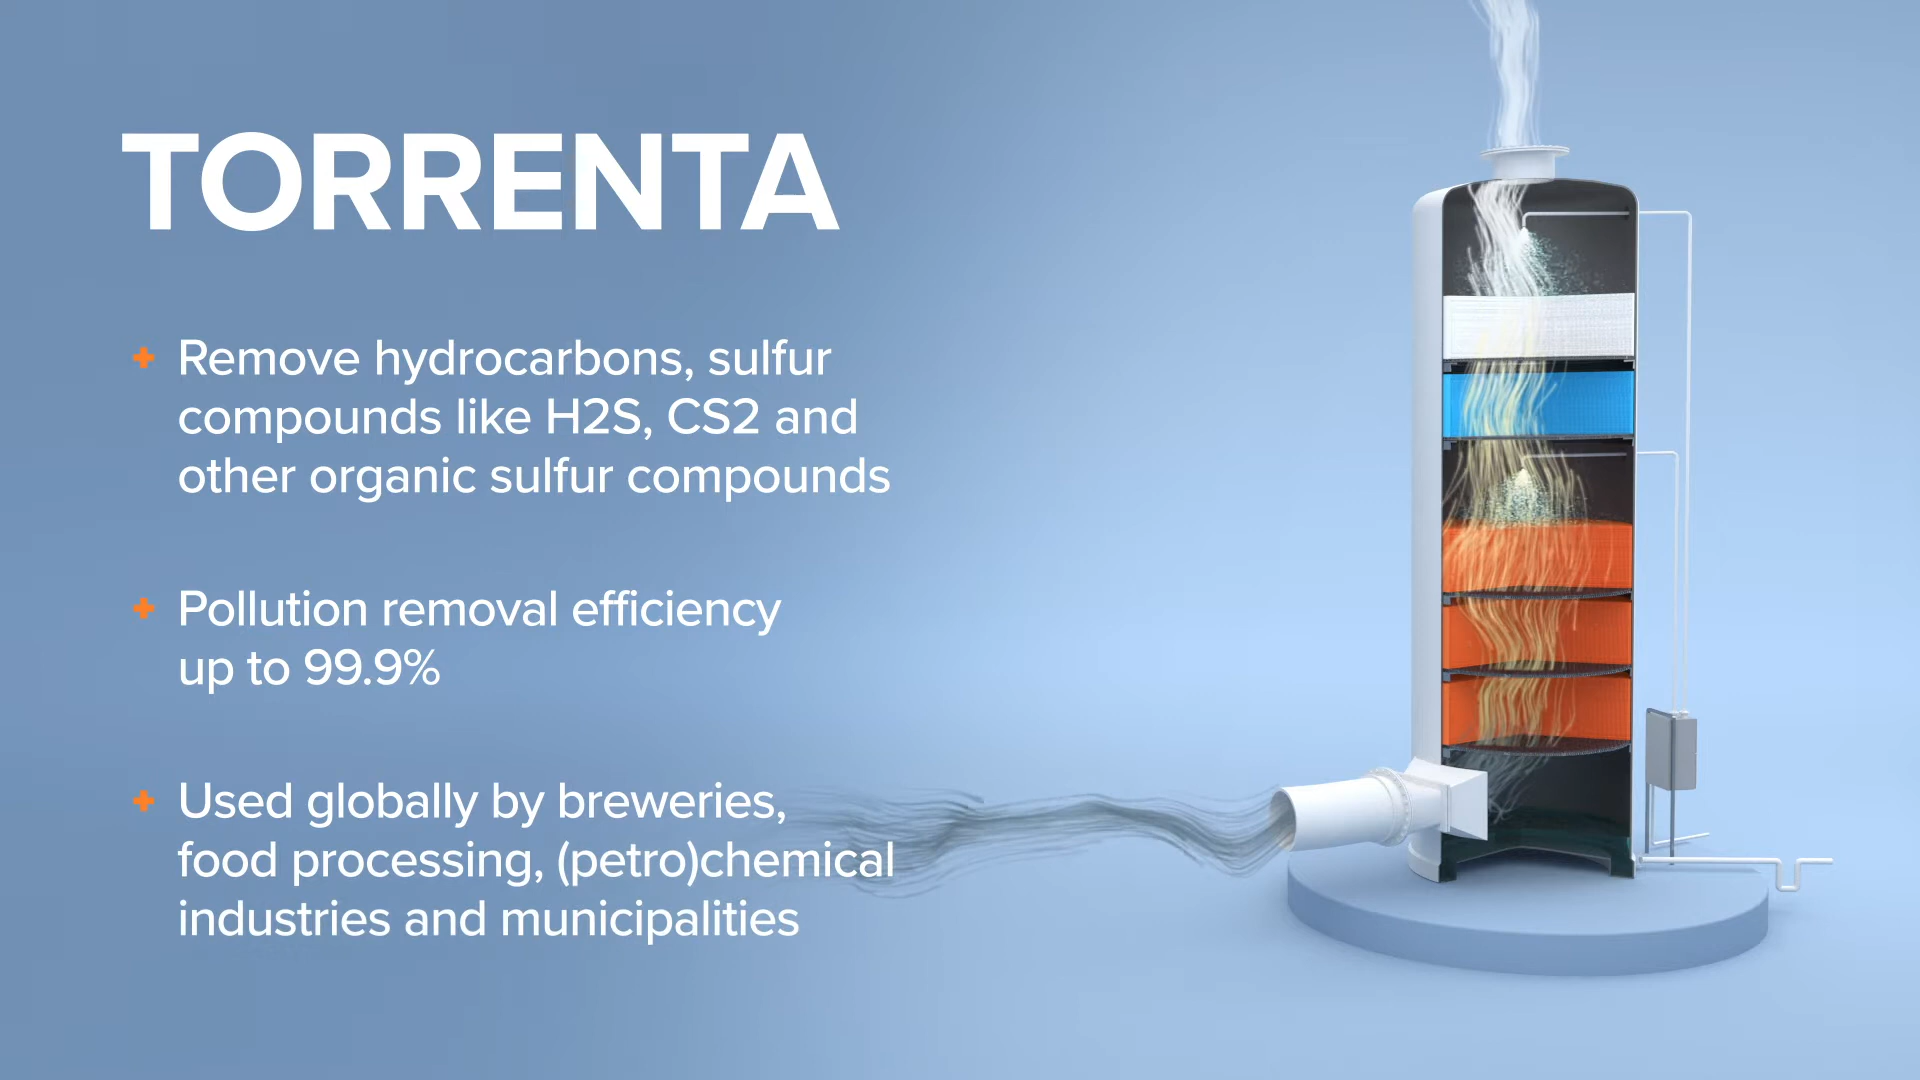 TORRENTA
+ Remove hydrocarbons, sulfur
compounds like H2S, CS2 and
other organic sulfur compounds
+ Pollution removal efficiency
up to 99.9%
+ Used globally by breweries,
food processing, (petro)chemical
industries and municipalities